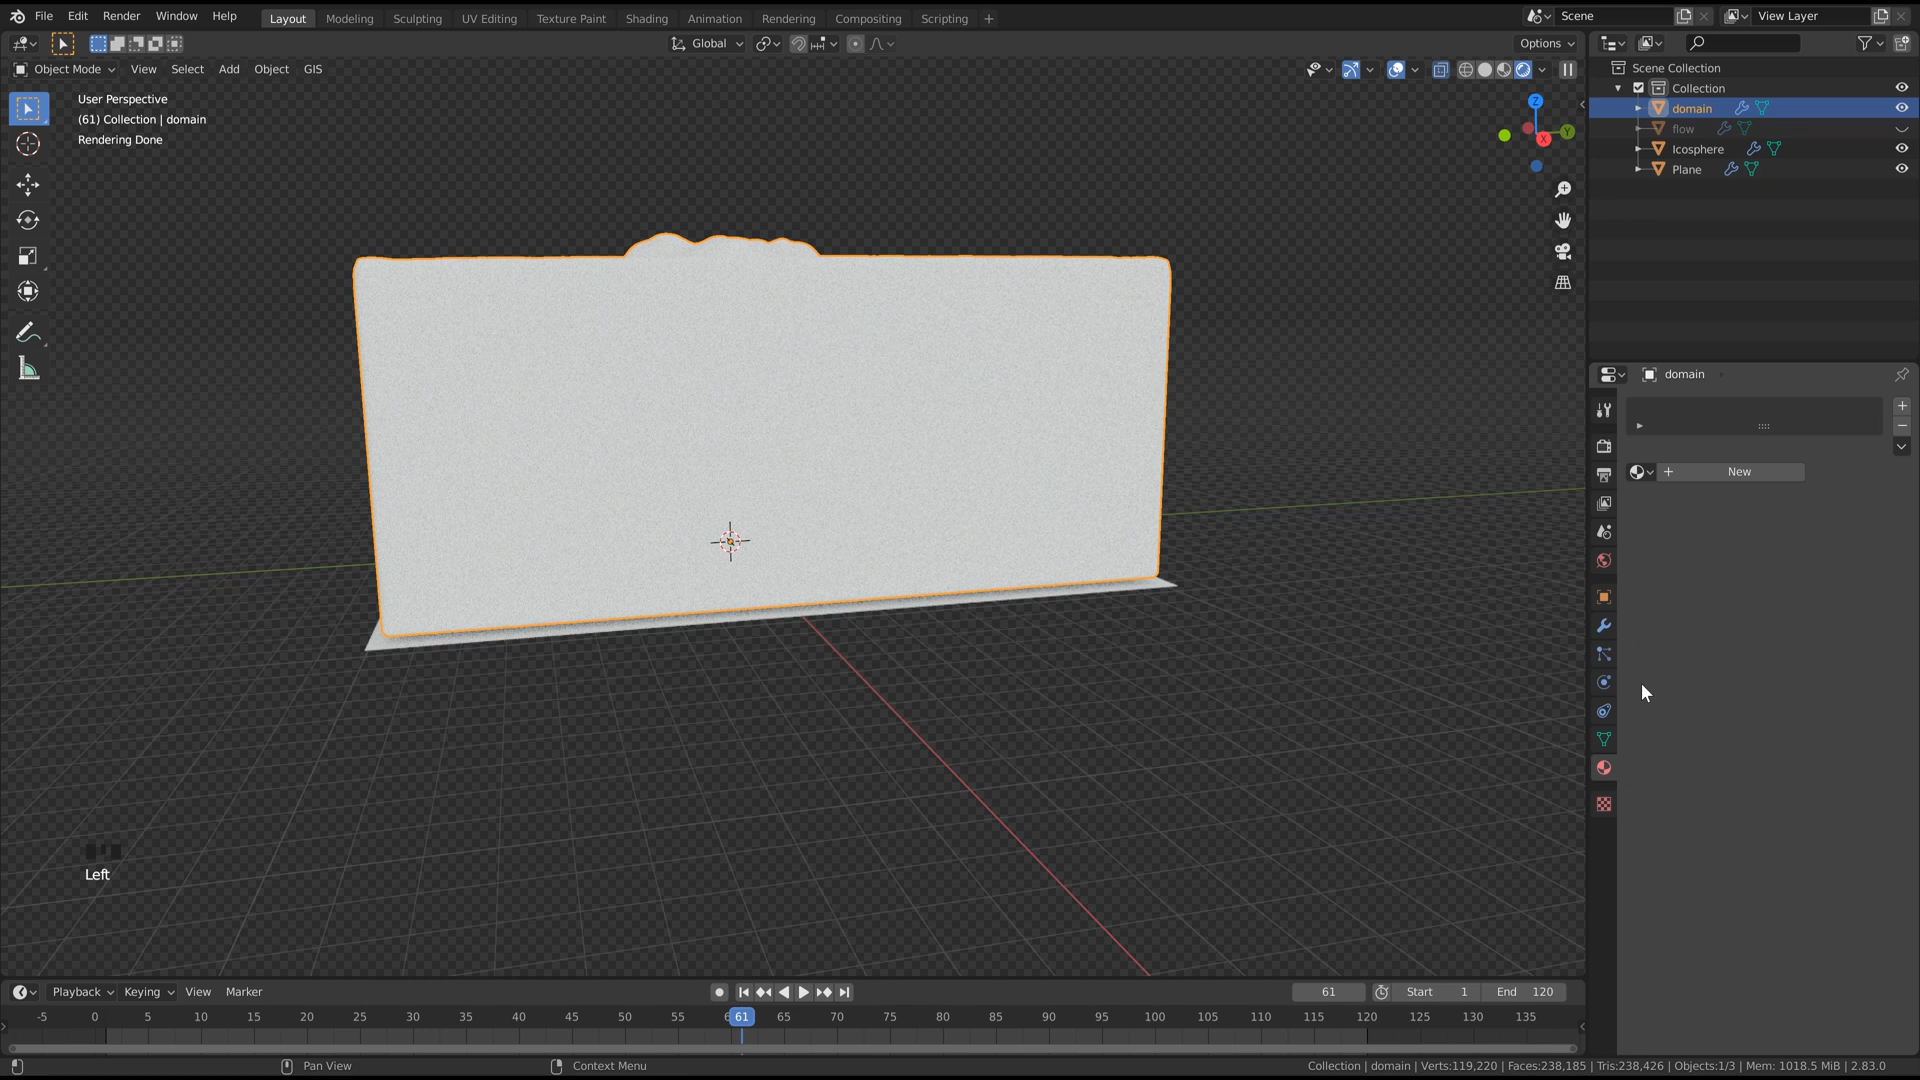 File Edit Render Window Help Layout Modeling Sculpting UV Editing Texture Paint Shading Animation Rendering Compositing Scripting + Scene View Layer
Global Options
Object Mode View Select Add Object GIS
Scene Collection
Collection
domain
flow
Icosphere
Plane
User Perspective
(61) Collection | domain
Rendering Done
Z
Y
X
domain
New
Left
Playback Keying View Marker 61 Start 1 End 120
-5 0 5 10 15 20 25 30 35 40 45 50 55 61 65 70 75 80 85 90 95 100 105 110 115 120 125 130 135
Pan View Context Menu Collection | domain | Verts:119,220 | Faces:238,185 | Tris:238,426 | Objects:1/3 | Mem: 1018.5 MiB | 2.83.0